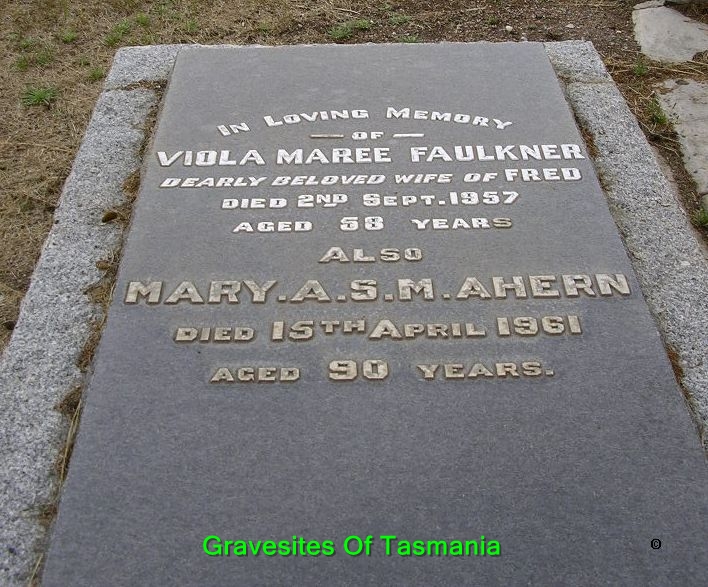 In Loving Memory
— OF —
VIOLA MAREE FAULKNER
DEARLY BELOVED WIFE OF FRED
DIED 2ND SEPT. 1957
AGED 58 YEARS
ALSO
MARY.A.S.M.AHERN
DIED 15TH APRIL 1961
AGED 90 YEARS.
Gravesites Of Tasmania
©